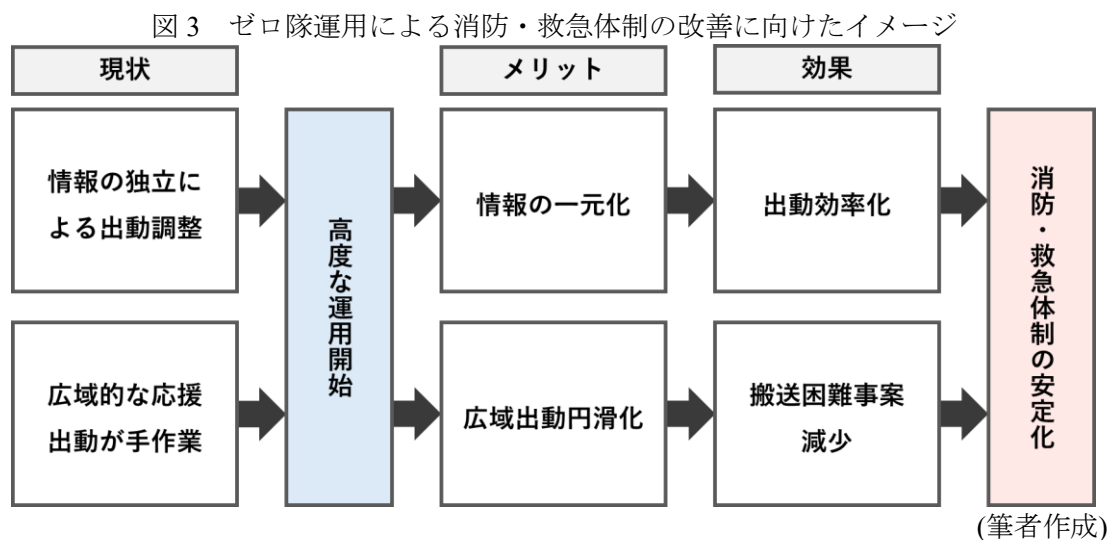 図 3　ゼロ隊運用による消防・救急体制の改善に向けたイメージ
現状
メリット
効果
情報の独立に
よる出動調整
高度な運用開始
情報の一元化
出動効率化
消防・救急体制の安定化
広域的な応援
出動が手作業
広域出動円滑化
搬送困難事案
減少
(筆者作成)